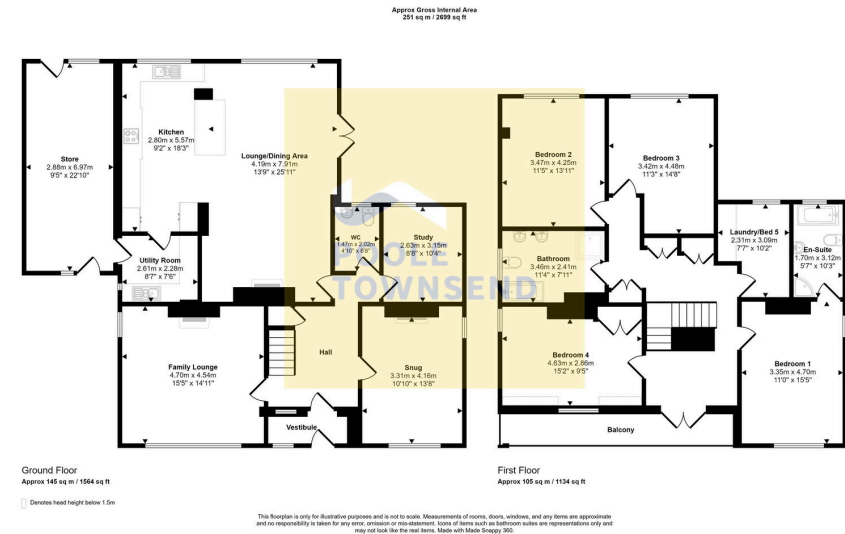 Approx Gross Internal Area
251 sq m / 2699 sq ft
Store
2.88m x 6.97m
9'5" x 22'10"
Kitchen
2.80m x 5.57m
9'2" x 18'3"
Lounge/Dining Area
4.19m x 7.91m
13'9" x 25'11"
Utility Room
2.61m x 2.28m
8'7" x 7'6"
WC
1.47m x 2.02m
4'10" x 6'8"
Study
2.63m x 3.15m
8'8" x 10'4"
Family Lounge
4.70m x 4.54m
15'5" x 14'11"
Hall
Snug
3.31m x 4.16m
10'10" x 13'8"
Vestibule
Bedroom 2
3.47m x 4.25m
11'5" x 13'11"
Bedroom 3
3.42m x 4.48m
11'3" x 14'8"
Bathroom
3.46m x 2.41m
11'4" x 7'11"
Laundry/Bed 5
2.31m x 3.09m
7'7" x 10'2"
En-Suite
1.70m x 3.12m
5'7" x 10'3"
Bedroom 4
4.63m x 2.86m
15'2" x 9'5"
Bedroom 1
3.35m x 4.70m
11'0" x 15'5"
Balcony
POOLE
TOWNSEND
Ground Floor
Approx 145 sq m / 1564 sq ft
First Floor
Approx 105 sq m / 1134 sq ft
Denotes head height below 1.5m
This floorplan is only for illustrative purposes and is not to scale. Measurements of rooms, doors, windows, and any items are approximate
and no responsibility is taken for any error, omission or mis-statement. Icons of items such as bathroom suites are representations only and
may not look like the real items. Made with Made Snappy 360.